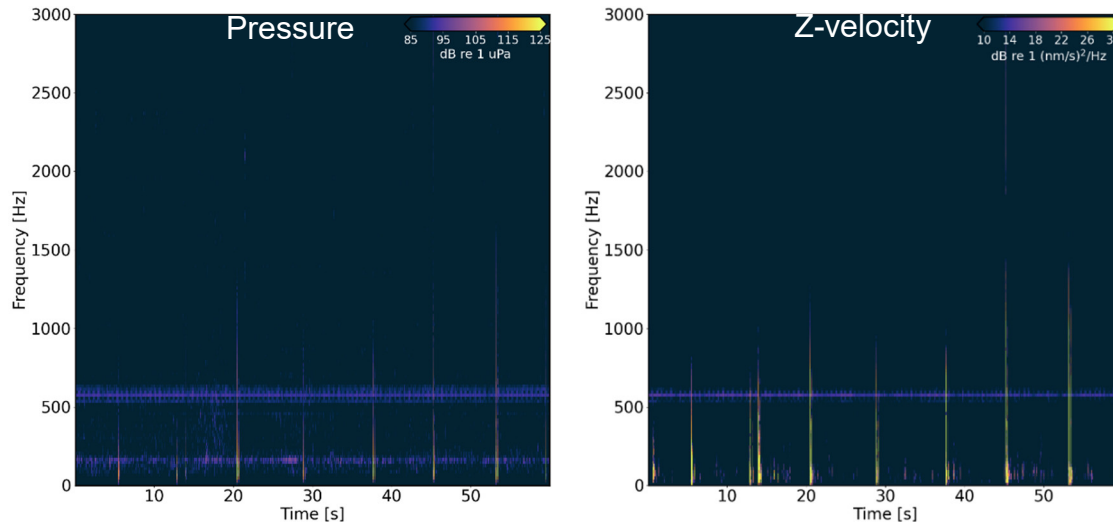 Pressure
85 95 105 115 125
dB re 1 uPa
3000
2500
2000
1500
1000
500
0
Frequency [Hz]
10 20 30 40 50
Time [s]
Z-velocity
10 14 18 22 26
dB re 1 (nm/s)²/Hz
3000
2500
2000
1500
1000
500
0
Frequency [Hz]
10 20 30 40 50
Time [s]